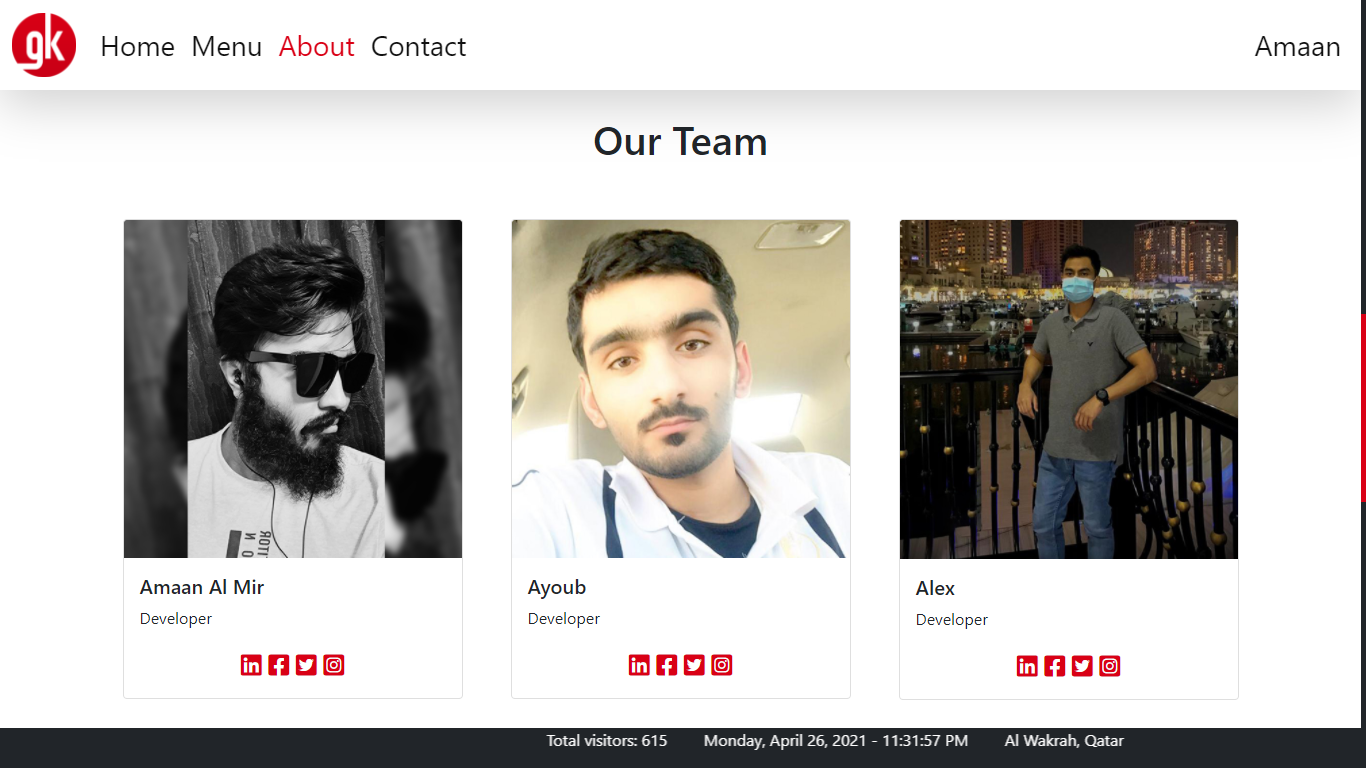 gk
Home Menu About Contact
Amaan
Our Team
Amaan Al Mir
Developer
Ayoub
Developer
Alex
Developer
Total visitors: 615
Monday, April 26, 2021 - 11:31:57 PM
Al Wakrah, Qatar